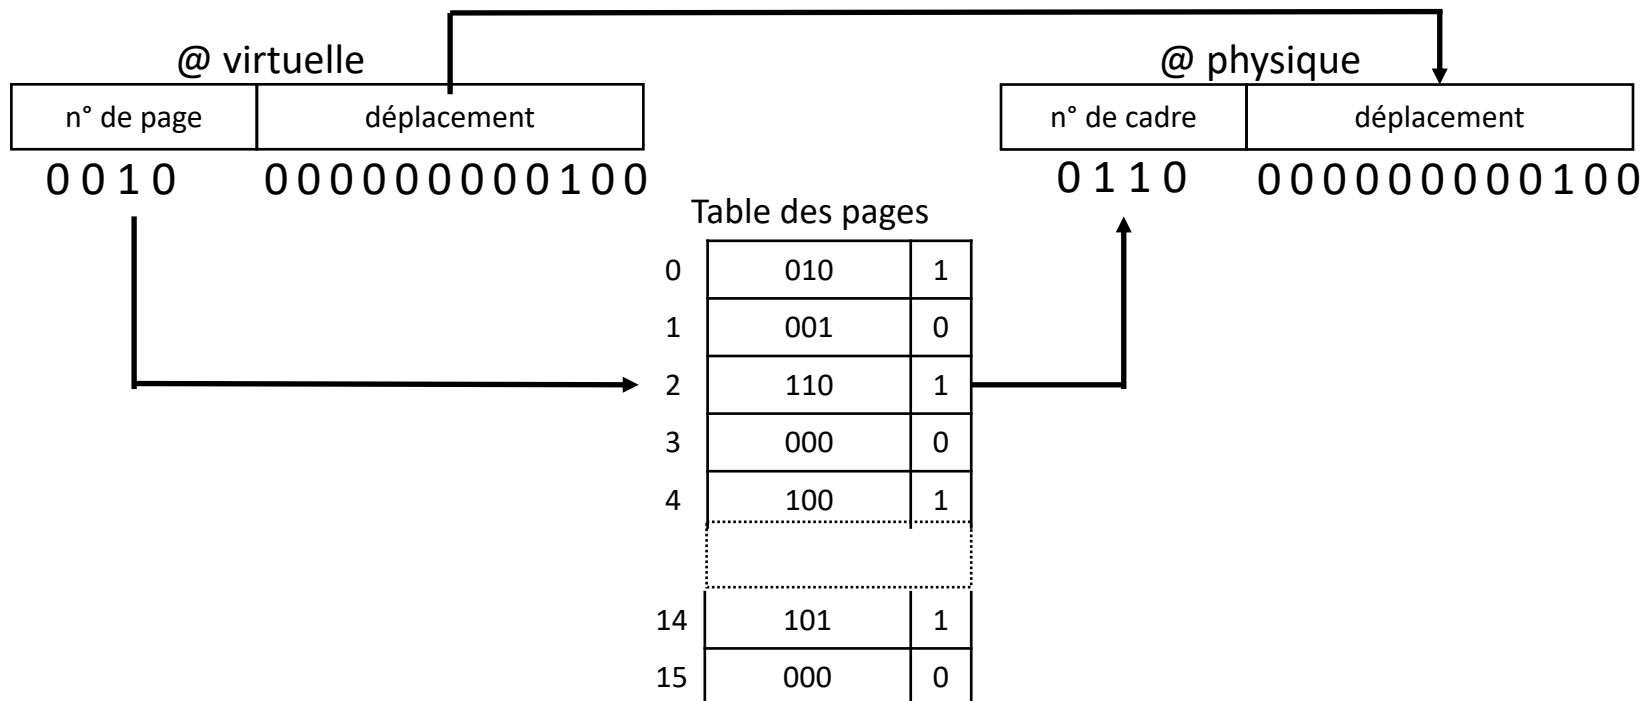 @ virtuelle
n° de page déplacement
0 0 1 0 0 0 0 0 0 0 0 0 0 1 0 0
@ physique
n° de cadre déplacement
0 1 1 0 0 0 0 0 0 0 0 0 0 1 0 0
Table des pages
0 010 1
1 001 0
2 110 1
3 000 0
4 100 1
14 101 1
15 000 0